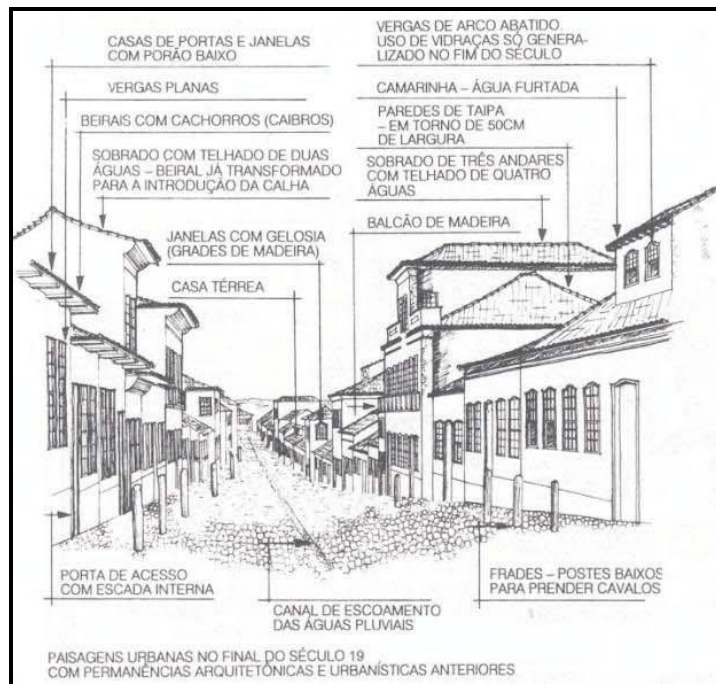 CASAS DE PORTAS E JANELAS
COM PORÃO BAIXO
VERGAS PLANAS
BEIRAIS COM CACHORROS (CAIBROS)
SOBRADO COM TELHADO DE DUAS
ÁGUAS – BEIRAL JÁ TRANSFORMADO
PARA A INTRODUÇÃO DA CALHA
JANELAS COM GELOSIA
(GRADES DE MADEIRA)
CASA TÉRREA
VERGAS DE ARCO ABATIDO.
USO DE VIDRAÇAS SÓ GENERA-
LIZADO NO FIM DO SÉCULO
CAMARINHA – ÁGUA FURTADA
PAREDES DE TAIPA
– EM TORNO DE 50CM
DE LARGURA
SOBRADO DE TRÊS ANDARES
COM TELHADO DE QUATRO
ÁGUAS
BALCÃO DE MADEIRA
PORTA DE ACESSO
COM ESCADA INTERNA
CANAL DE ESCOAMENTO
DAS ÁGUAS PLUVIAIS
FRADES – POSTES BAIXOS
PARA PRENDER CAVALOS
PAISAGENS URBANAS NO FINAL DO SÉCULO 19
COM PERMANÊNCIAS ARQUITETÔNICAS E URBANÍSTICAS ANTERIORES